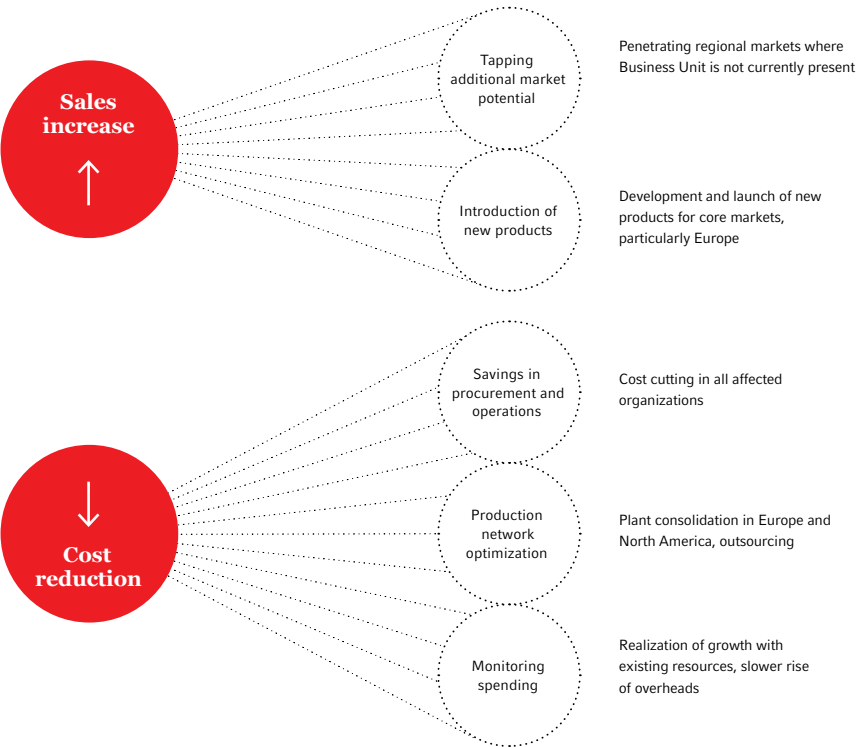 Sales
increase
Tapping
additional market
potential
Penetrating regional markets where
Business Unit is not currently present
Introduction of
new products
Development and launch of new
products for core markets,
particularly Europe
Cost
reduction
Savings in
procurement and
operations
Cost cutting in all affected
organizations
Production
network
optimization
Plant consolidation in Europe and
North America, outsourcing
Monitoring
spending
Realization of growth with
existing resources, slower rise
of overheads